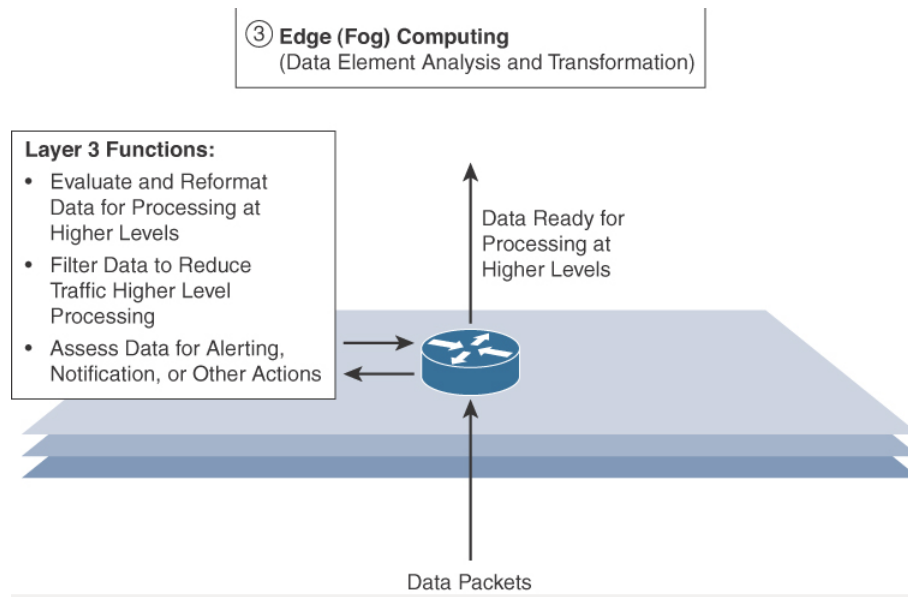 ③ Edge (Fog) Computing
(Data Element Analysis and Transformation)
Layer 3 Functions:
• Evaluate and Reformat
Data for Processing at
Higher Levels
• Filter Data to Reduce
Traffic Higher Level
Processing
• Assess Data for Alerting,
Notification, or Other Actions
Data Ready for
Processing at
Higher Levels
Data Packets